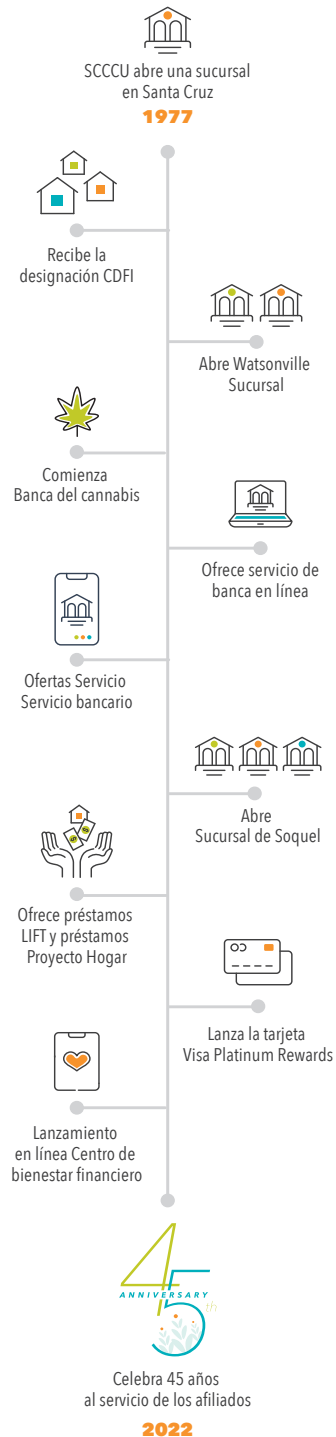 SCCCU abre una sucursal
en Santa Cruz
1977
Recibe la
designación CDFI
Abre Watsonville
Sucursal
Comienza
Banca del cannabis
Ofrece servicio de
banca en línea
Ofertas Servicio
Servicio bancario
Abre
Sucursal de Soquel
Ofrece préstamos
LIFT y préstamos
Proyecto Hogar
Lanza la tarjeta
Visa Platinum Rewards
Lanzamiento
en línea Centro de
bienestar financiero
45th
ANNIVERSARY
Celebra 45 años
al servicio de los afiliados
2022